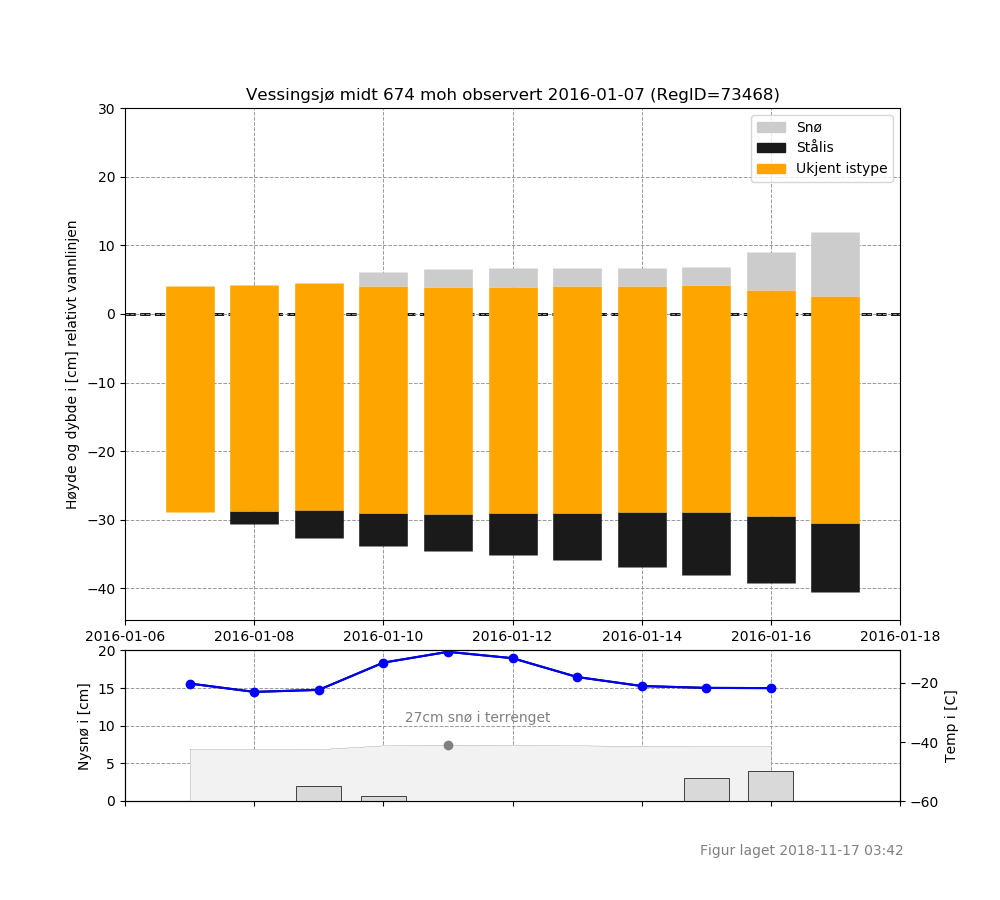 Vessingsjø midt 674 moh observert 2016-01-07 (RegID=73468)
30
20
10
0
−10
−20
−30
−40
Høyde og dybde i [cm] relativt vannlinjen
Snø
Stålis
Ukjent istype
2016-01-06
2016-01-08
2016-01-10
2016-01-12
2016-01-14
2016-01-16
2016-01-18
20
15
10
5
0
Nysnø i [cm]
27cm snø i terrenget
−20
−40
−60
Temp i [C]
Figur laget 2018-11-17 03:42